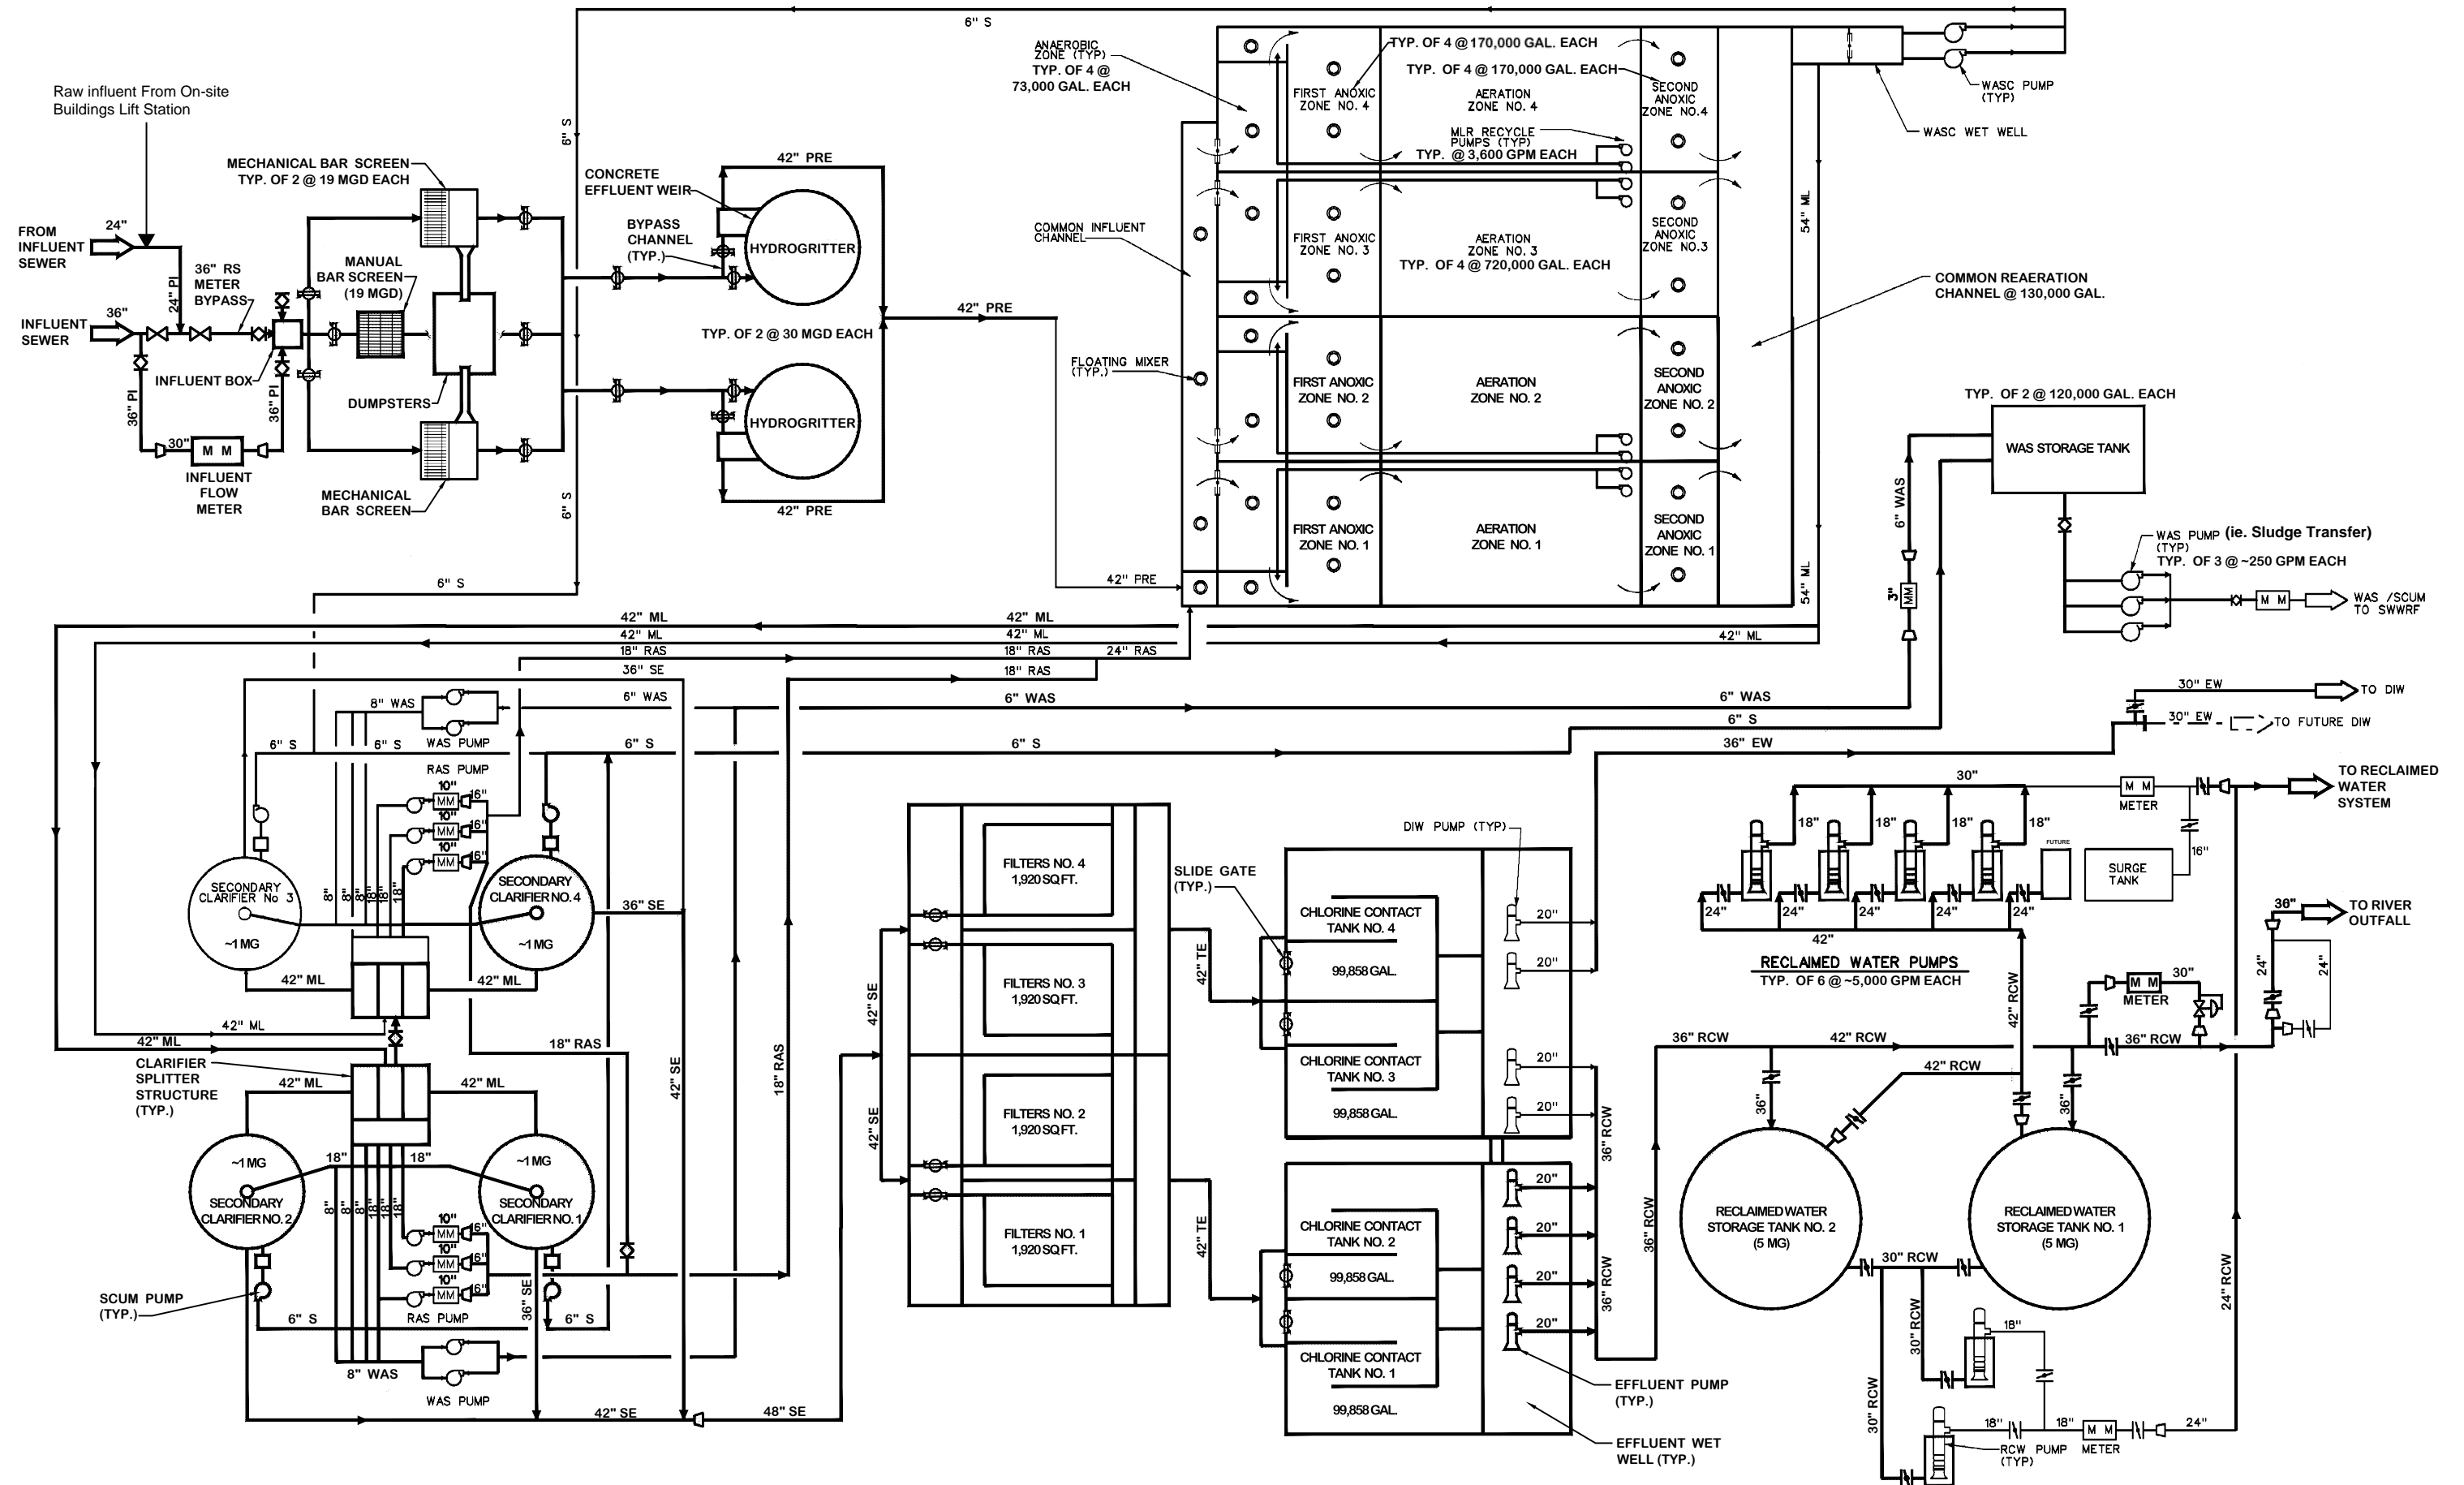 Raw influent From On-site
Buildings Lift Station
FROM
INFLUENT
SEWER
24"
24" PI
36"
INFLUENT
SEWER
36" RS
METER
BYPASS
36" PI
36" PI
30"
M M
INFLUENT
FLOW
METER
INFLUENT BOX
MECHANICAL BAR SCREEN
TYP. OF 2 @ 19 MGD EACH
MANUAL
BAR SCREEN
(19 MGD)
DUMPSTERS
MECHANICAL
BAR SCREEN
6" S
6" S
6" S
6" S
CONCRETE
EFFLUENT WEIR
BYPASS
CHANNEL
(TYP.)
42" PRE
HYDROGRITTER
TYP. OF 2 @ 30 MGD EACH
HYDROGRITTER
42" PRE
42" PRE
42" PRE
ANAEROBIC
ZONE (TYP)
TYP. OF 4 @
73,000 GAL. EACH
COMMON INFLUENT
CHANNEL
FLOATING MIXER
(TYP.)
TYP. OF 4 @ 170,000 GAL. EACH
TYP. OF 4 @ 170,000 GAL. EACH
FIRST ANOXIC
ZONE NO. 4
AERATION
ZONE NO. 4
SECOND
ANOXIC
ZONE NO.4
MLR RECYCLE
PUMPS (TYP)
TYP. @ 3,600 GPM EACH
FIRST ANOXIC
ZONE NO. 3
AERATION
ZONE NO. 3
TYP. OF 4 @ 720,000 GAL. EACH
SECOND
ANOXIC
ZONE NO.3
FIRST ANOXIC
ZONE NO. 2
AERATION
ZONE NO. 2
SECOND
ANOXIC
ZONE NO. 2
FIRST ANOXIC
ZONE NO. 1
AERATION
ZONE NO. 1
SECOND
ANOXIC
ZONE NO. 1
54" ML
54" ML
WASC PUMP
(TYP)
WASC WET WELL
COMMON REAERATION
CHANNEL @ 130,000 GAL.
TYP. OF 2 @ 120,000 GAL. EACH
WAS STORAGE TANK
6" WAS
3"
MM
WAS PUMP (ie. Sludge Transfer)
(TYP)
TYP. OF 3 @ ~250 GPM EACH
M M
WAS /SCUM
TO SWWRF
42" ML
42" ML
42" ML
42" ML
42" ML
18" RAS
18" RAS
24" RAS
36" SE
18" RAS
6" WAS
6" WAS
6" WAS
6" S
8" WAS
WAS PUMP
6" S
6" S
6" S
6" S
36" EW
30" EW
TO DIW
30" EW
TO FUTURE DIW
RAS PUMP
10"
MM
16"
10"
MM
16"
10"
MM
16"
SECONDARY
CLARIFIER No 3
~1 MG
8"
8"
8"
18"
18"
18"
SECONDARY
CLARIFIER NO. 4
~1 MG
36" SE
42" ML
42" ML
42" ML
42" ML
18" RAS
42" SE
18" RAS
CLARIFIER
SPLITTER
STRUCTURE
(TYP.)
42" ML
42" ML
~1 MG
SECONDARY
CLARIFIER NO. 2
18"
18"
~1 MG
SECONDARY
CLARIFIER NO. 1
8"
8"
8"
18"
18"
18"
10"
MM
16"
10"
MM
16"
10"
MM
16"
RAS PUMP
SCUM PUMP
(TYP.)
6" S
36" SE
6" S
8" WAS
WAS PUMP
42" SE
48" SE
42" SE
42" SE
FILTERS NO. 4
1,920 SQ FT.
FILTERS NO. 3
1,920 SQ FT.
FILTERS NO. 2
1,920 SQ FT.
FILTERS NO. 1
1,920 SQ FT.
42" TE
42" TE
SLIDE GATE
(TYP.)
DIW PUMP (TYP)
CHLORINE CONTACT
TANK NO. 4
99,858 GAL.
CHLORINE CONTACT
TANK NO. 3
99,858 GAL.
20"
20"
20"
20"
CHLORINE CONTACT
TANK NO. 2
99,858 GAL.
CHLORINE CONTACT
TANK NO. 1
99,858 GAL.
20"
20"
20"
20"
36" RCW
36" RCW
36" RCW
EFFLUENT PUMP
(TYP.)
EFFLUENT WET
WELL (TYP.)
30"
18"
18"
18"
18"
FUTURE
24"
24"
24"
24"
24"
42"
RECLAIMED WATER PUMPS
TYP. OF 6 @ ~5,000 GPM EACH
M M
METER
SURGE
TANK
16"
TO RECLAIMED
WATER
SYSTEM
36"
TO RIVER
OUTFALL
24"
24"
M M
METER
30"
42" RCW
36" RCW
42" RCW
36" RCW
42" RCW
36"
36"
RECLAIMED WATER
STORAGE TANK NO. 2
(5 MG)
RECLAIMED WATER
STORAGE TANK NO. 1
(5 MG)
30" RCW
30" RCW
30" RCW
24" RCW
18"
18"
18"
M M
METER
24"
RCW PUMP
(TYP)